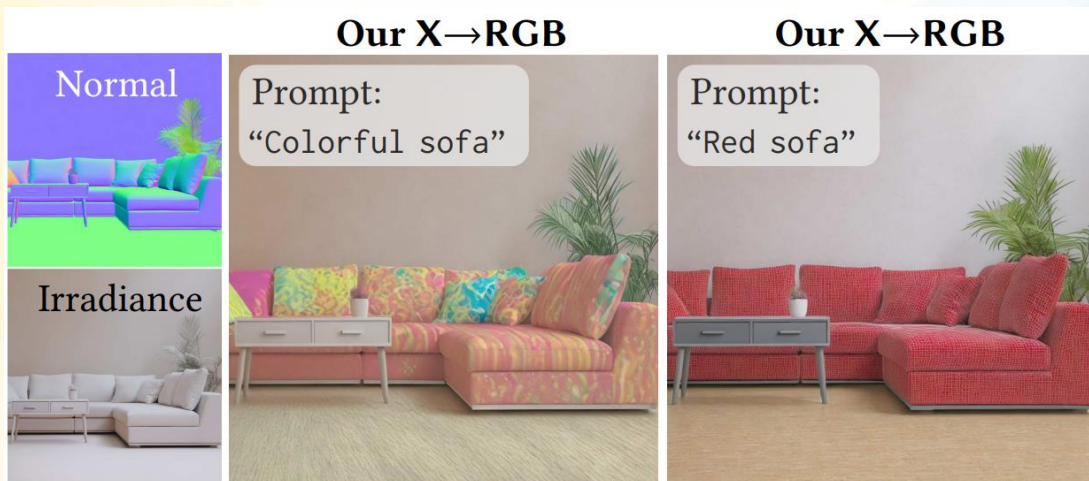 Our X→RGB
Our X→RGB
Normal
Prompt:
“Colorful sofa”
Prompt:
“Red sofa”
Irradiance